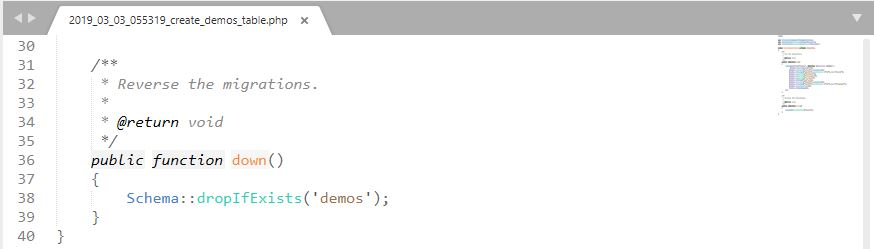 2019_03_03_055319_create_demos_table.php ×
30
31 /**
32 * Reverse the migrations.
33 *
34 * @return void
35 */
36 public function down()
37 {
38 Schema::dropIfExists('demos');
39 }
40 }